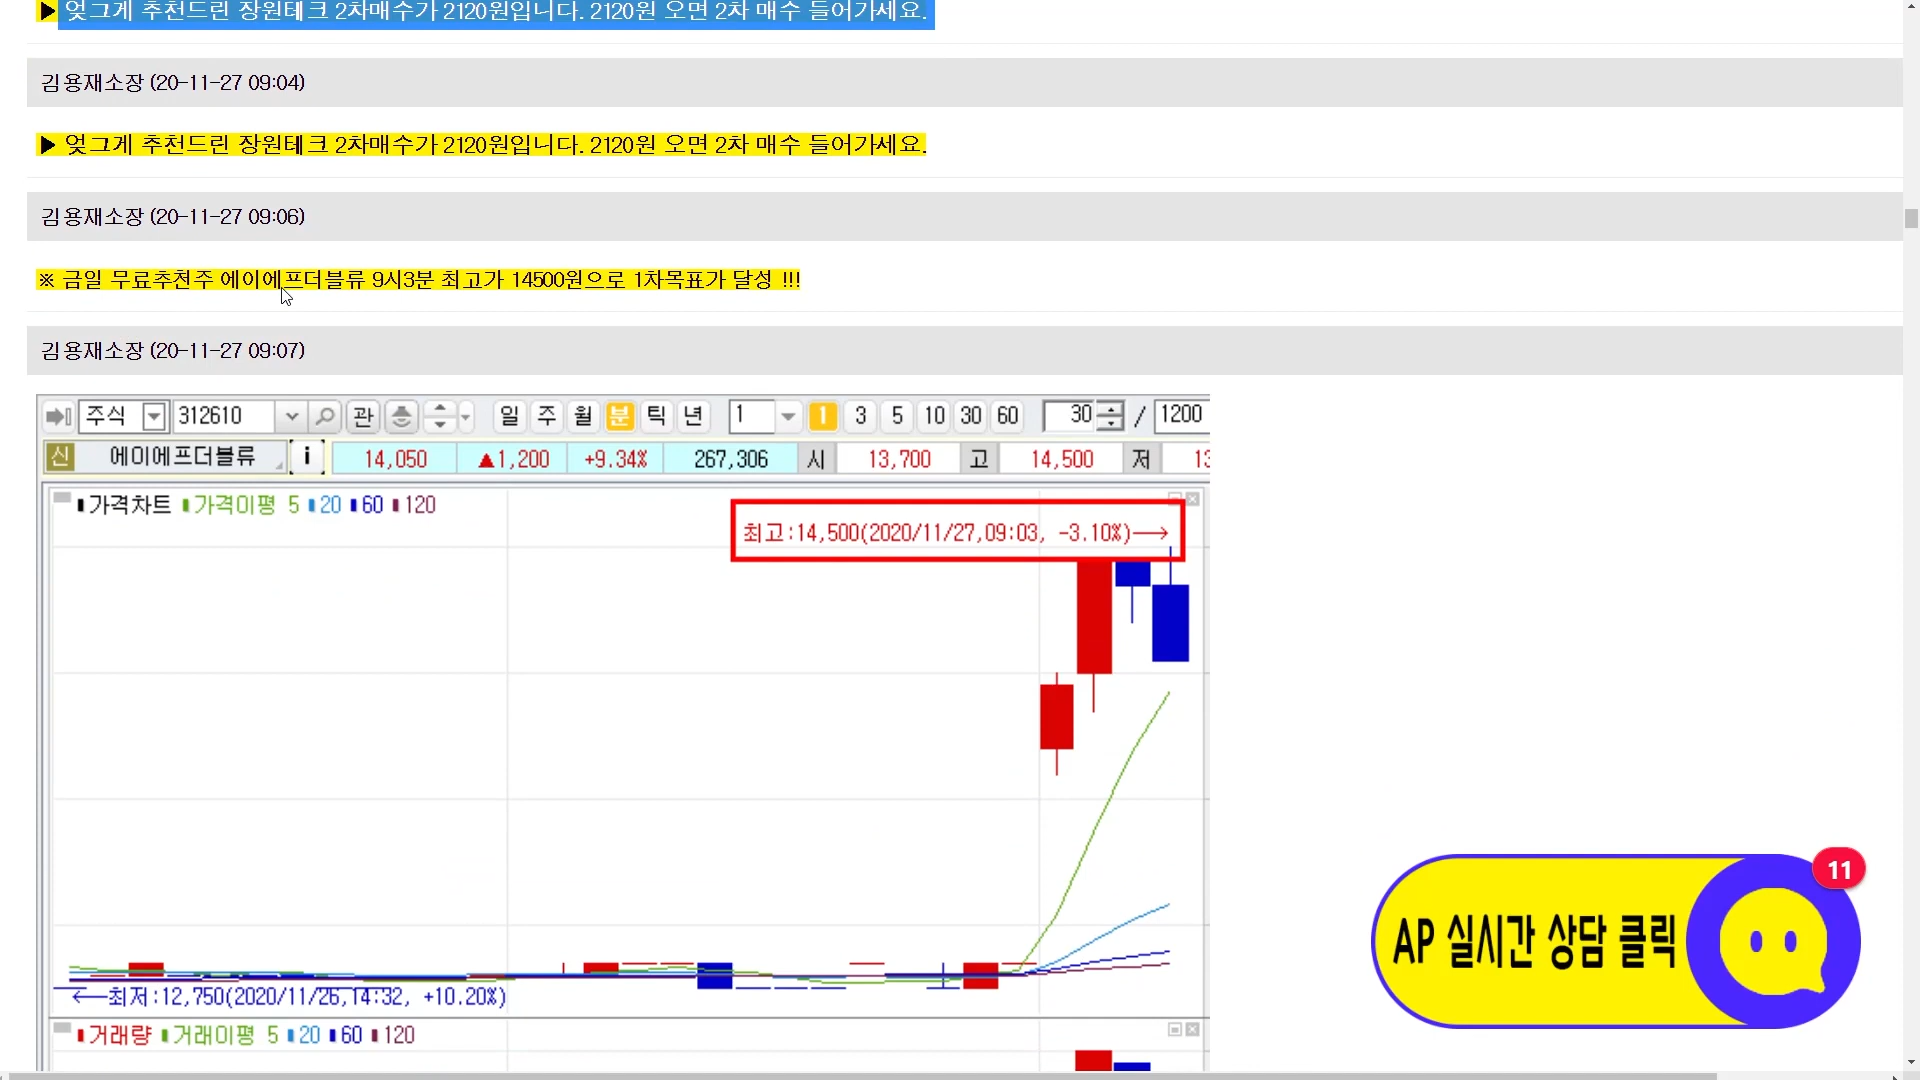 ▶ 엊그게 추천드린 장원테크 2차매수가 2120원입니다. 2120원 오면 2차 매수 들어가세요.
김용재소장 (20-11-27 09:04)
▶ 엊그게 추천드린 장원테크 2차매수가 2120원입니다. 2120원 오면 2차 매수 들어가세요.
김용재소장 (20-11-27 09:06)
※ 금일 무료추천주 에이에프더블류 9시3분 최고가 14500원으로 1차목표가 달성 !!!
김용재소장 (20-11-27 09:07)
주식 312610 관 일 주 월 분 틱 년 1 1 3 5 10 30 60 30 / 1200
신 에이에프더블류 i 14,050 ▲1,200 +9.34% 267,306 시 13,700 고 14,500 저
가격차트 가격이평 5 20 60 120
최고:14,500(2020/11/27,09:03, -3.10%)→
←최저:12,750(2020/11/26,14:32, +10.20%)
거래량 거래이평 5 20 60 120
11
AP 실시간 상담 클릭